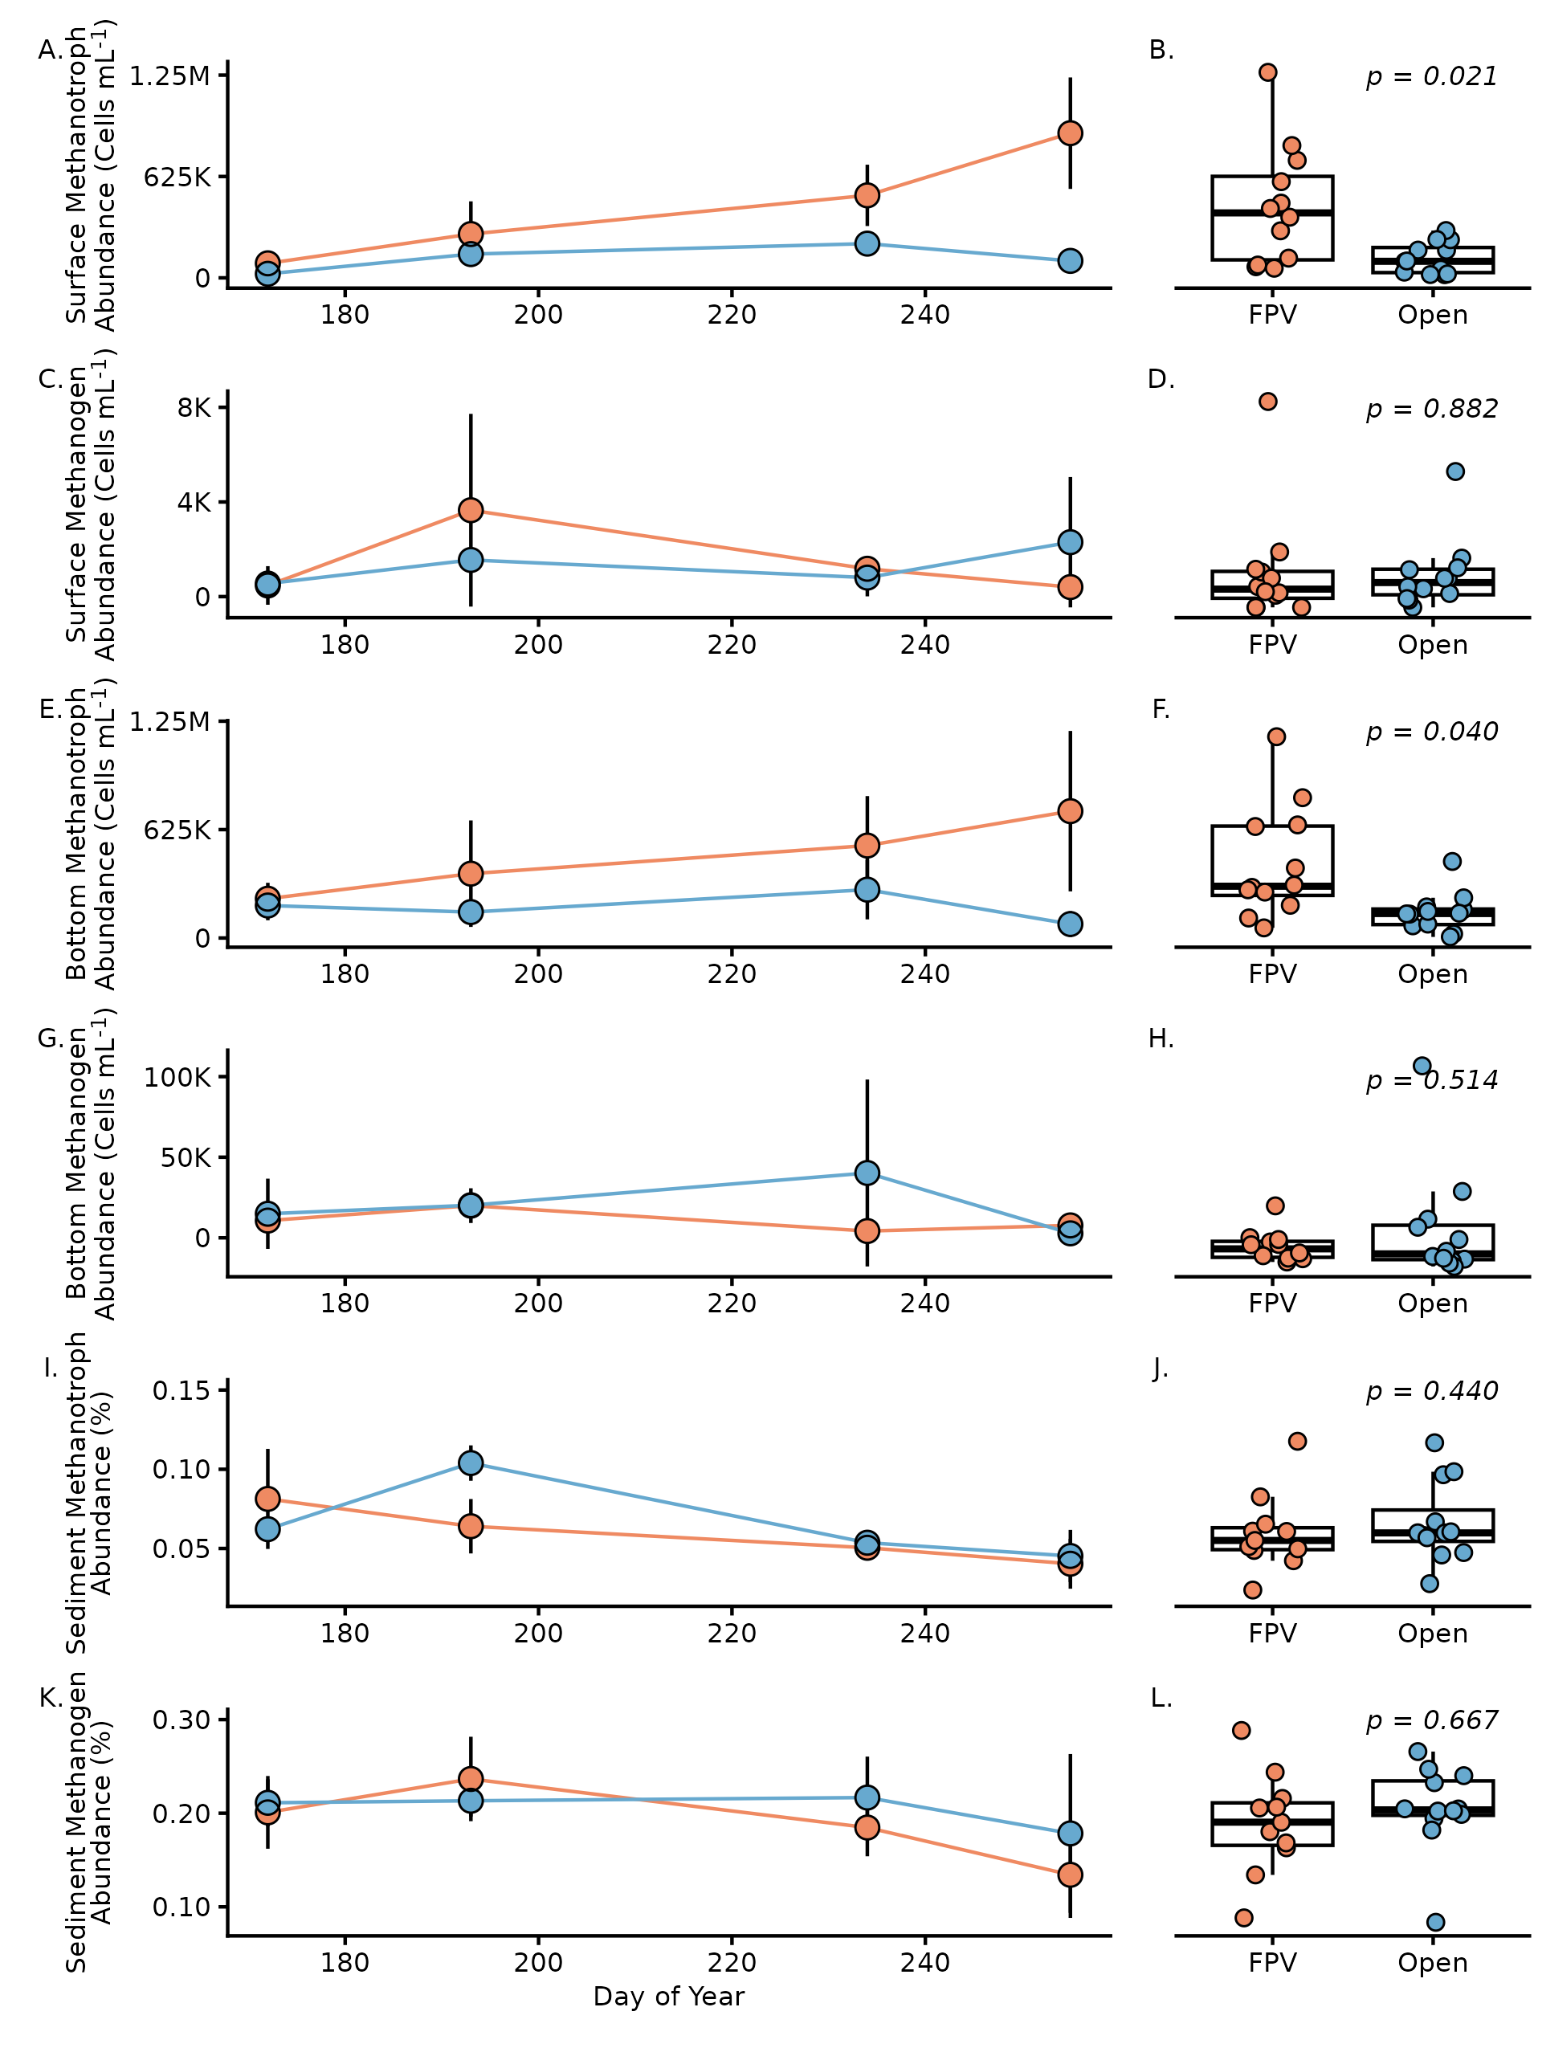 A.
Surface Methanotroph
Abundance (Cells mL⁻¹)
1.25M
625K
0
180 200 220 240
B.
p = 0.021
FPV Open
C.
Surface Methanogen
Abundance (Cells mL⁻¹)
8K
4K
0
180 200 220 240
D.
p = 0.882
FPV Open
E.
Bottom Methanotroph
Abundance (Cells mL⁻¹)
1.25M
625K
0
180 200 220 240
F.
p = 0.040
FPV Open
G.
Bottom Methanogen
Abundance (Cells mL⁻¹)
100K
50K
0
180 200 220 240
H.
p = 0.514
FPV Open
I.
Sediment Methanotroph
Abundance (%)
0.15
0.10
0.05
180 200 220 240
J.
p = 0.440
FPV Open
K.
Sediment Methanogen
Abundance (%)
0.30
0.20
0.10
180 200 220 240
Day of Year
L.
p = 0.667
FPV Open